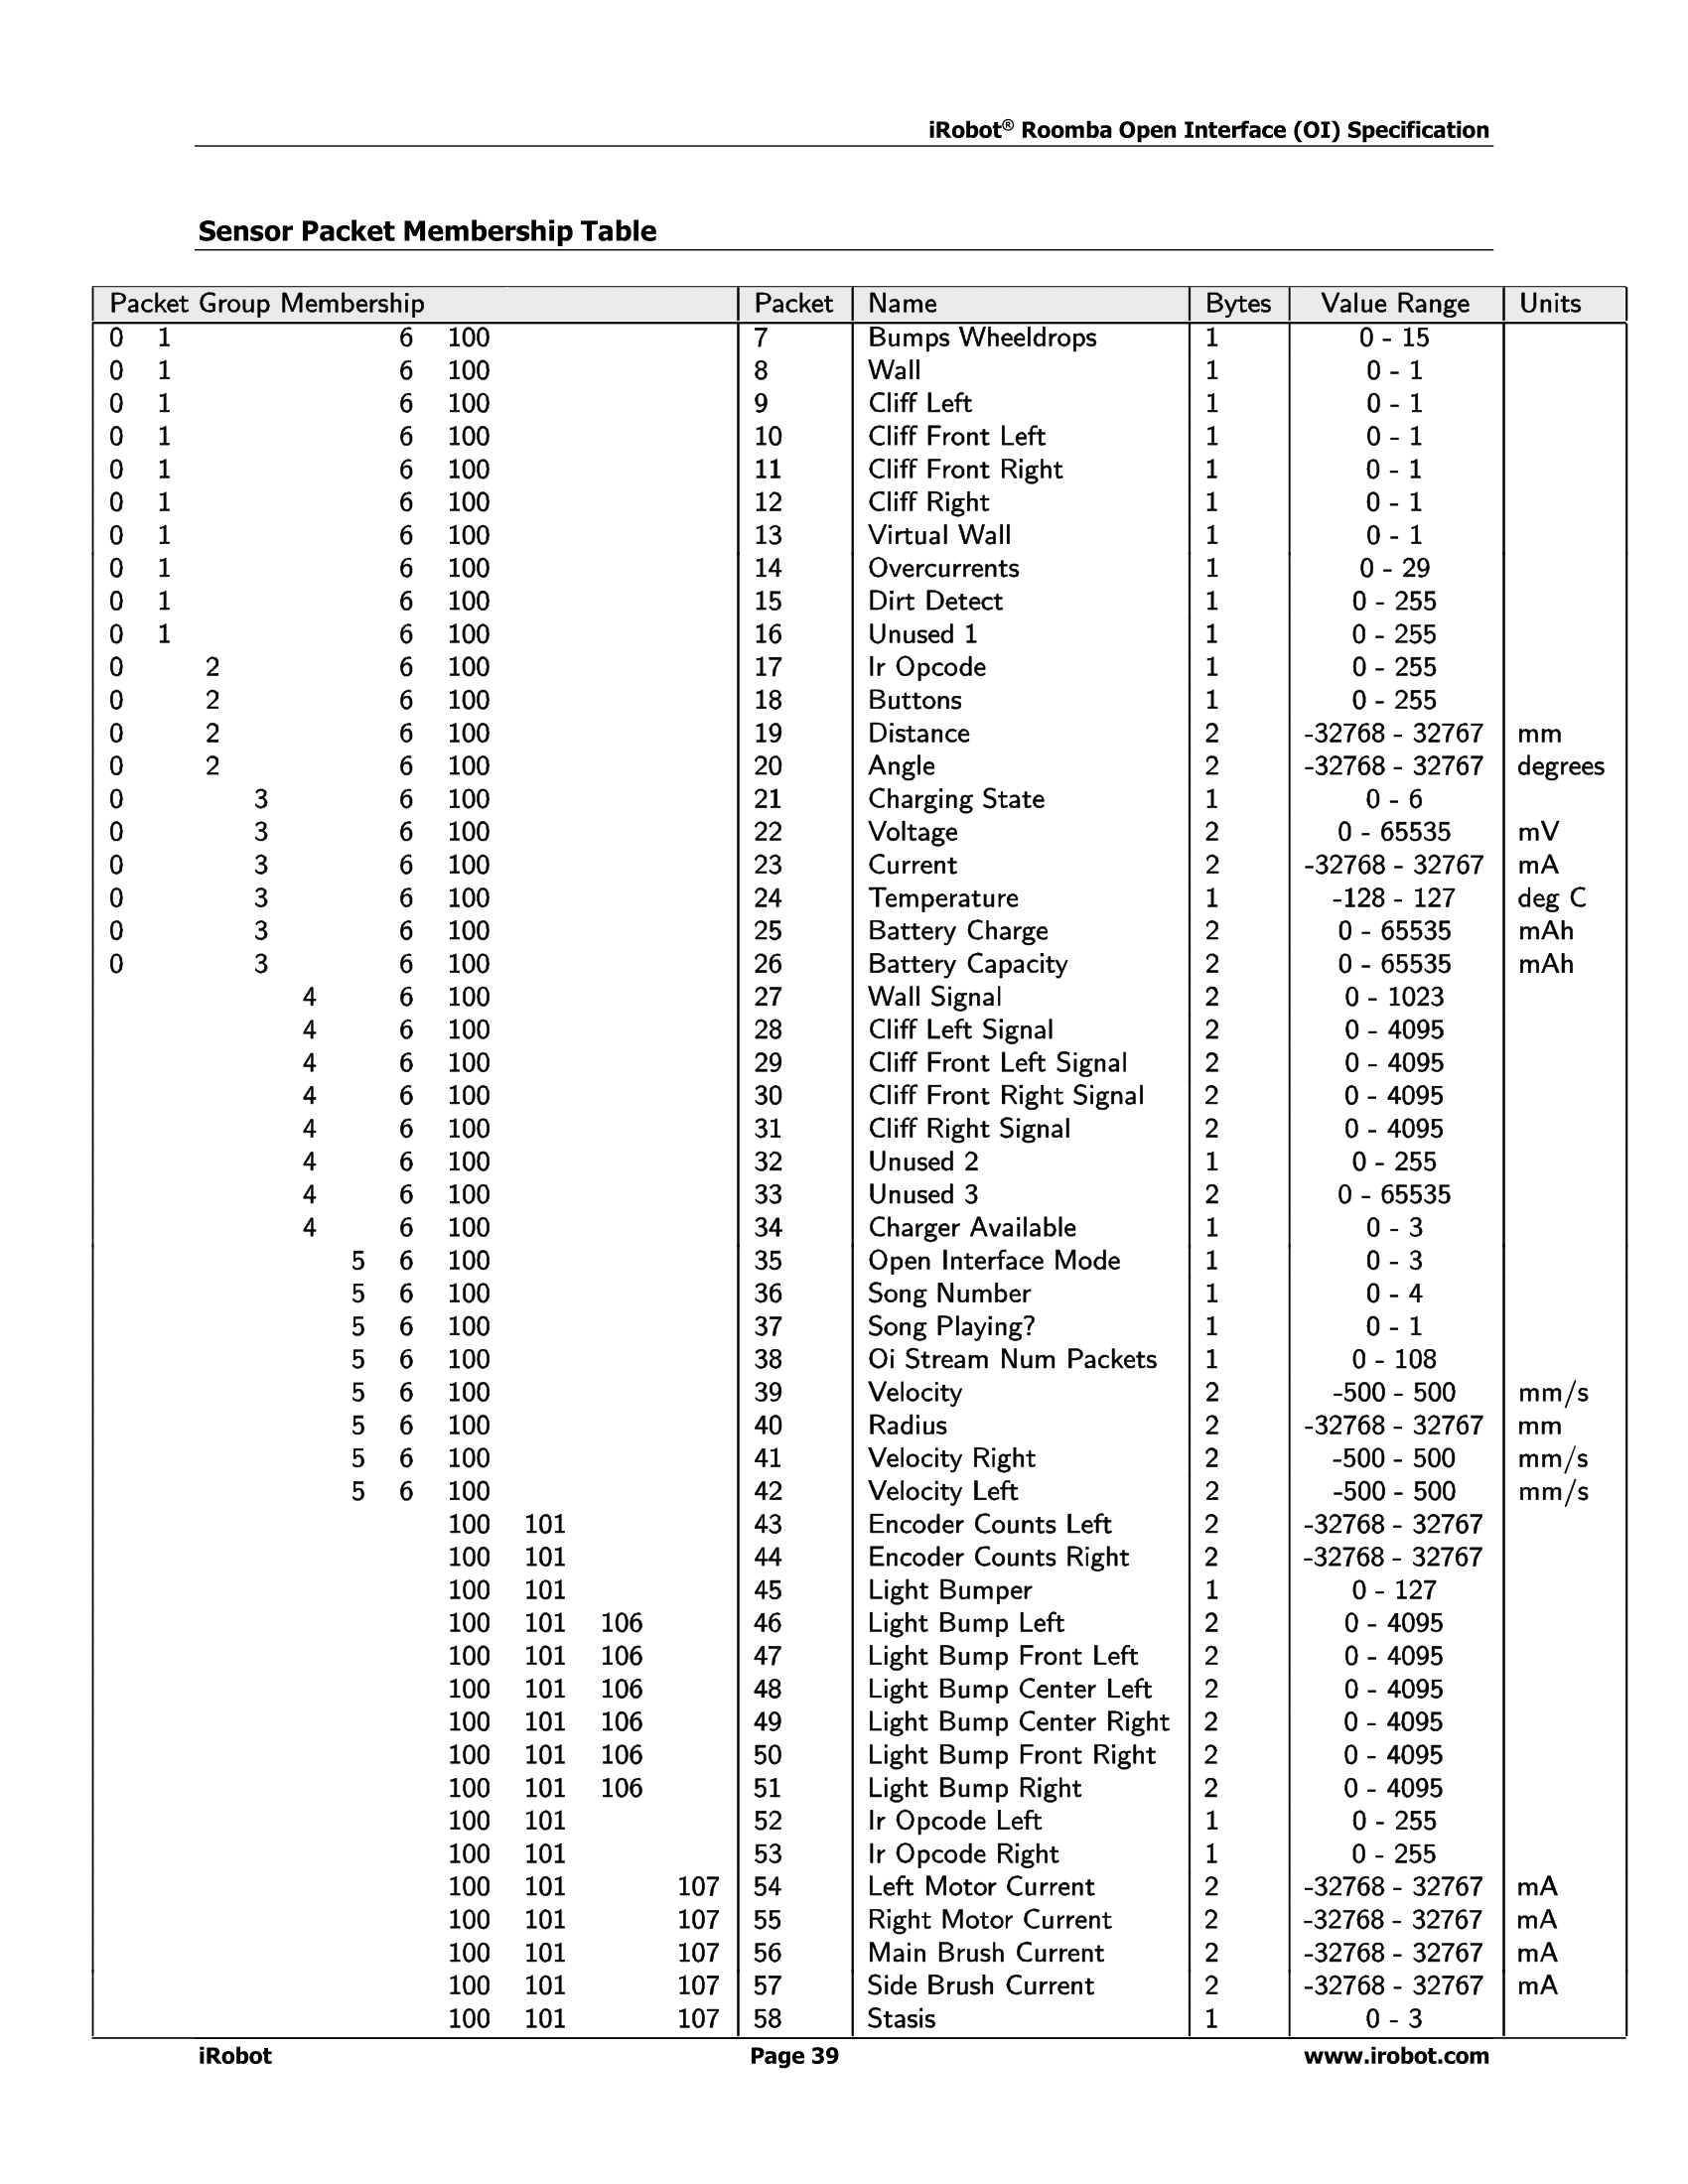 iRobot® Roomba Open Interface (OI) Specification
Sensor Packet Membership Table
Packet Group Membership Packet Name Bytes Value Range Units
0 1 6 100 7 Bumps Wheeldrops 1 0 - 15
0 1 6 100 8 Wall 1 0 - 1
0 1 6 100 9 Cliff Left 1 0 - 1
0 1 6 100 10 Cliff Front Left 1 0 - 1
0 1 6 100 11 Cliff Front Right 1 0 - 1
0 1 6 100 12 Cliff Right 1 0 - 1
0 1 6 100 13 Virtual Wall 1 0 - 1
0 1 6 100 14 Overcurrents 1 0 - 29
0 1 6 100 15 Dirt Detect 1 0 - 255
0 1 6 100 16 Unused 1 1 0 - 255
0 2 6 100 17 Ir Opcode 1 0 - 255
0 2 6 100 18 Buttons 1 0 - 255
0 2 6 100 19 Distance 2 -32768 - 32767 mm
0 2 6 100 20 Angle 2 -32768 - 32767 degrees
0 3 6 100 21 Charging State 1 0 - 6
0 3 6 100 22 Voltage 2 0 - 65535 mV
0 3 6 100 23 Current 2 -32768 - 32767 mA
0 3 6 100 24 Temperature 1 -128 - 127 deg C
0 3 6 100 25 Battery Charge 2 0 - 65535 mAh
0 3 6 100 26 Battery Capacity 2 0 - 65535 mAh
4 6 100 27 Wall Signal 2 0 - 1023
4 6 100 28 Cliff Left Signal 2 0 - 4095
4 6 100 29 Cliff Front Left Signal 2 0 - 4095
4 6 100 30 Cliff Front Right Signal 2 0 - 4095
4 6 100 31 Cliff Right Signal 2 0 - 4095
4 6 100 32 Unused 2 1 0 - 255
4 6 100 33 Unused 3 2 0 - 65535
4 6 100 34 Charger Available 1 0 - 3
5 6 100 35 Open Interface Mode 1 0 - 3
5 6 100 36 Song Number 1 0 - 4
5 6 100 37 Song Playing? 1 0 - 1
5 6 100 38 Oi Stream Num Packets 1 0 - 108
5 6 100 39 Velocity 2 -500 - 500 mm/s
5 6 100 40 Radius 2 -32768 - 32767 mm
5 6 100 41 Velocity Right 2 -500 - 500 mm/s
5 6 100 42 Velocity Left 2 -500 - 500 mm/s
100 101 43 Encoder Counts Left 2 -32768 - 32767
100 101 44 Encoder Counts Right 2 -32768 - 32767
100 101 45 Light Bumper 1 0 - 127
100 101 106 46 Light Bump Left 2 0 - 4095
100 101 106 47 Light Bump Front Left 2 0 - 4095
100 101 106 48 Light Bump Center Left 2 0 - 4095
100 101 106 49 Light Bump Center Right 2 0 - 4095
100 101 106 50 Light Bump Front Right 2 0 - 4095
100 101 106 51 Light Bump Right 2 0 - 4095
100 101 52 Ir Opcode Left 1 0 - 255
100 101 53 Ir Opcode Right 1 0 - 255
100 101 107 54 Left Motor Current 2 -32768 - 32767 mA
100 101 107 55 Right Motor Current 2 -32768 - 32767 mA
100 101 107 56 Main Brush Current 2 -32768 - 32767 mA
100 101 107 57 Side Brush Current 2 -32768 - 32767 mA
100 101 107 58 Stasis 1 0 - 3
iRobot Page 39 www.irobot.com